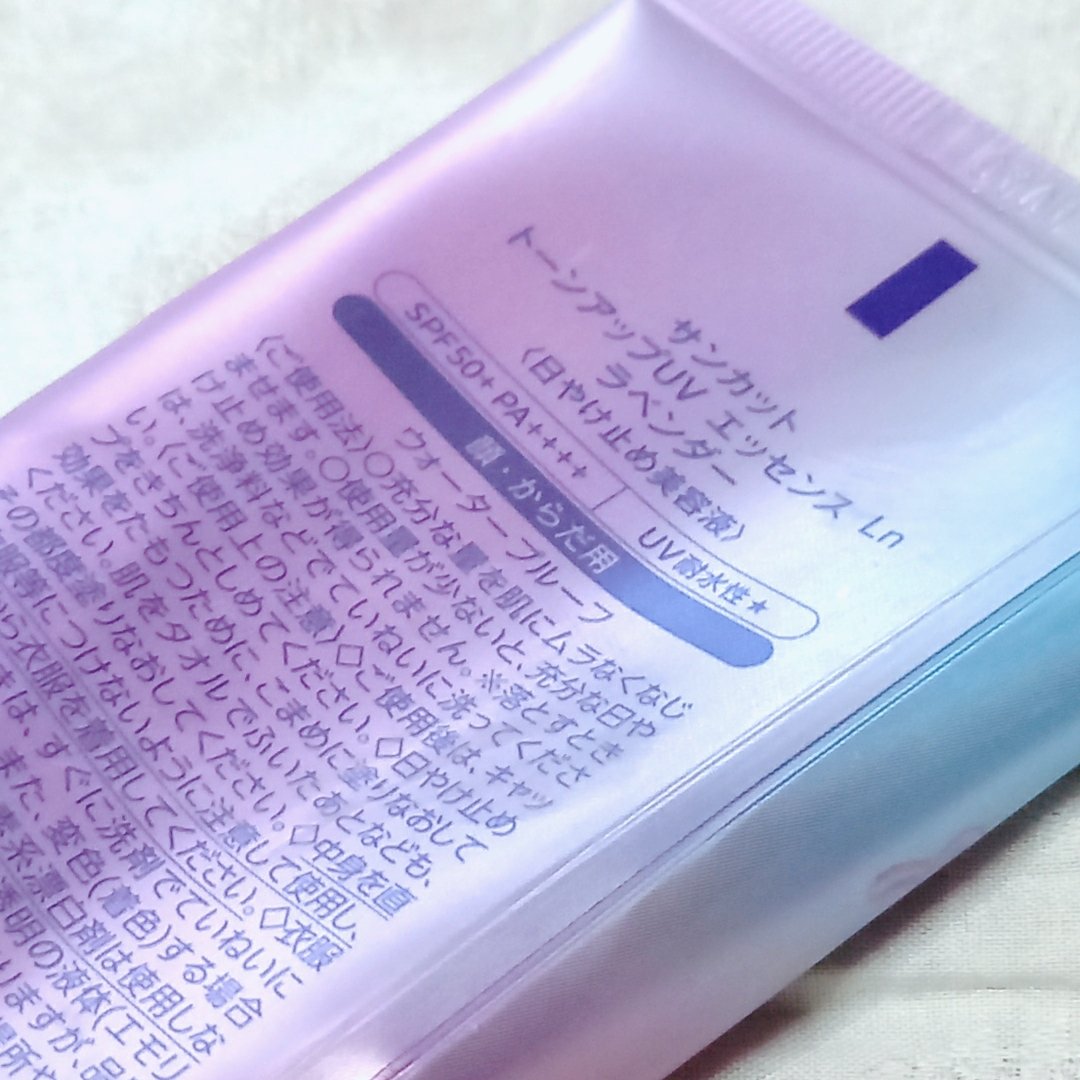 サンカット
トーンアップUV エッセンス Ln
ラベンダー
〈日やけ止め美容液〉
SPF50+ PA++++ UV耐水性★
顔・からだ用
ウォータープルーフ
〈ご使用法〉○充分な量を肌にムラなくなじ
ませます。○使用量が少ないと、充分な日や
け止め効果が得られません。※落とすとき
は、洗浄料などでていねいに洗ってくださ
い。〈ご使用上の注意〉◇ご使用後は、キャッ
プをきちんとしめてください。◇日やけ止め
効果をたもつために、こまめに塗りなおして
ください。肌をタオルでふいたあとなども、
その都度塗りなおしてください。◇中身を直
服等につけないように注意して使用し、
から衣服を着用してください。◇衣服
は、すぐに洗剤でていねいに
また、変色(着色)する場合
素系漂白剤は使用しな
透明の液体(エモリ
りますが、品
場所や